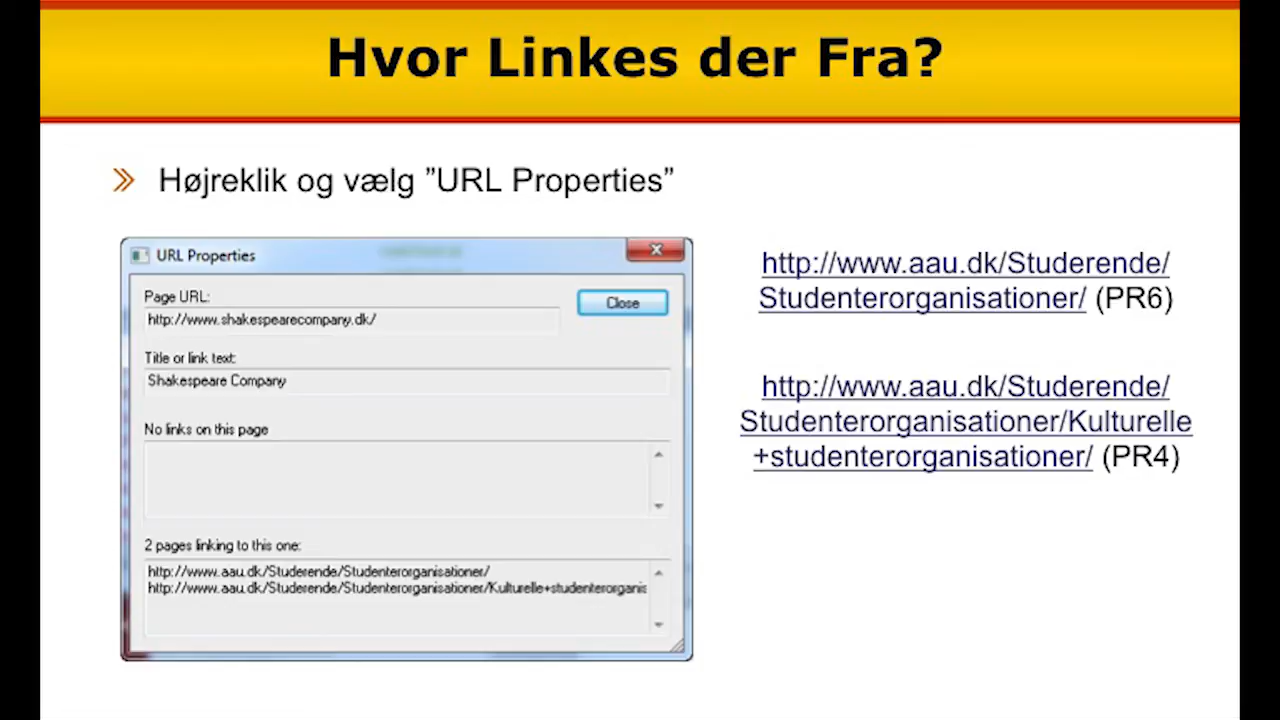 Hvor Linkes der Fra?
Højreklik og vælg ”URL Properties”
URL Properties
Page URL:
Close
http://www.shakespearecompany.dk/
Title or link text:
Shakespeare Company
No links on this page
2 pages linking to this one:
http://www.aau.dk/Studerende/Studenterorganisationer/
http://www.aau.dk/Studerende/Studenterorganisationer/Kulturelle+studenterorganis
http://www.aau.dk/Studerende/
Studenterorganisationer/ (PR6)
http://www.aau.dk/Studerende/
Studenterorganisationer/Kulturelle
+studenterorganisationer/ (PR4)